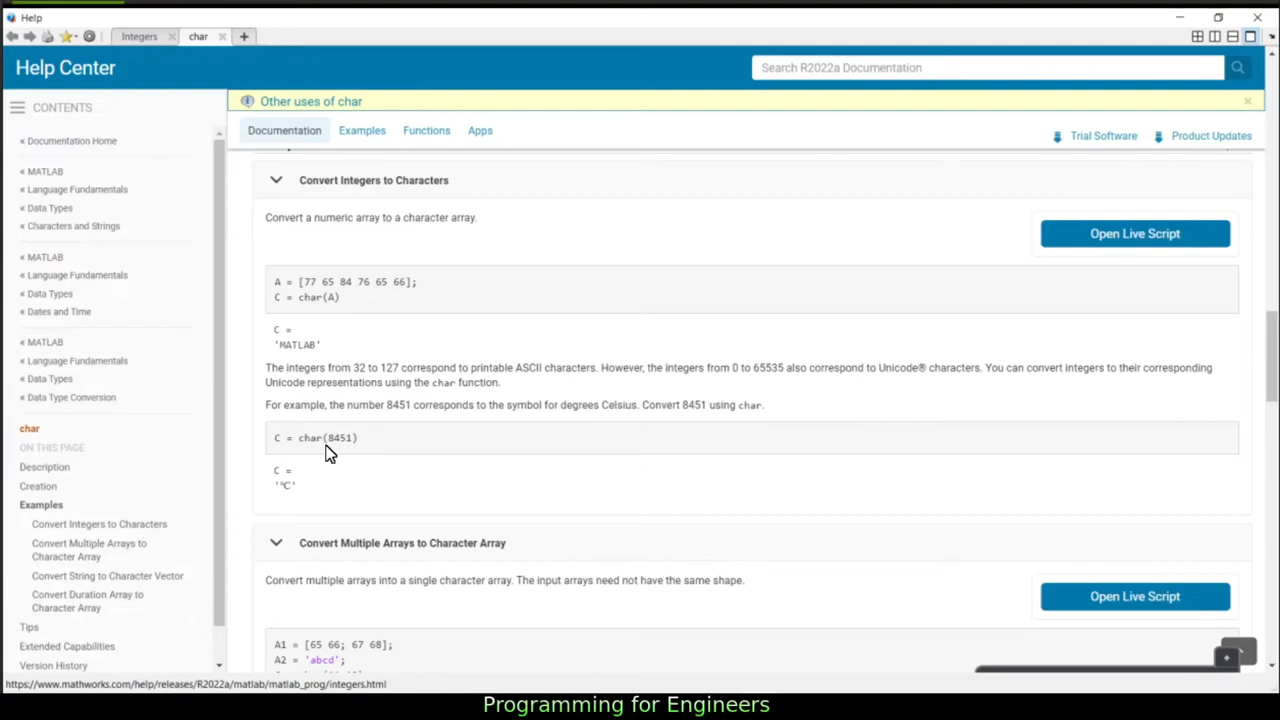 Help
Integers
char
Help Center
Search R2022a Documentation
CONTENTS
« Documentation Home
« MATLAB
« Language Fundamentals
« Data Types
« Characters and Strings
« MATLAB
« Language Fundamentals
« Data Types
« Dates and Time
« MATLAB
« Language Fundamentals
« Data Types
« Data Type Conversion
char
ON THIS PAGE
Description
Creation
Examples
Convert Integers to Characters
Convert Multiple Arrays to
Character Array
Convert String to Character Vector
Convert Duration Array to
Character Array
Tips
Extended Capabilities
Version History
Other uses of char
Documentation Examples Functions Apps
Trial Software Product Updates
Convert Integers to Characters
Convert a numeric array to a character array.
Open Live Script
A = [77 65 84 76 65 66];
C = char(A)
C =
'MATLAB'
The integers from 32 to 127 correspond to printable ASCII characters. However, the integers from 0 to 65535 also correspond to Unicode® characters. You can convert integers to their corresponding
Unicode representations using the char function.
For example, the number 8451 corresponds to the symbol for degrees Celsius. Convert 8451 using char.
C = char(8451)
C =
'℃'
Convert Multiple Arrays to Character Array
Convert multiple arrays into a single character array. The input arrays need not have the same shape.
Open Live Script
A1 = [65 66; 67 68];
A2 = 'abcd';
https://www.mathworks.com/help/releases/R2022a/matlab/matlab_prog/integers.html
Programming for Engineers